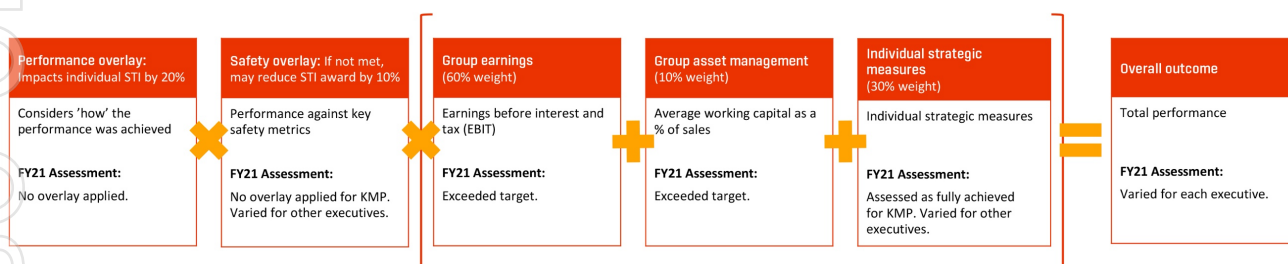 Performance overlay:
Impacts individual STI by 20%
Considers 'how' the
performance was achieved
FY21 Assessment:
No overlay applied.
Safety overlay: If not met,
may reduce STI award by 10%
Performance against key
safety metrics
FY21 Assessment:
No overlay applied for KMP.
Varied for other executives.
Group earnings
(60% weight)
Earnings before interest and
tax (EBIT)
FY21 Assessment:
Exceeded target.
Group asset management
(10% weight)
Average working capital as a
% of sales
FY21 Assessment:
Exceeded target.
Individual strategic
measures
(30% weight)
Individual strategic measures
FY21 Assessment:
Assessed as fully achieved
for KMP. Varied for other
executives.
Overall outcome
Total performance
FY21 Assessment:
Varied for each executive.